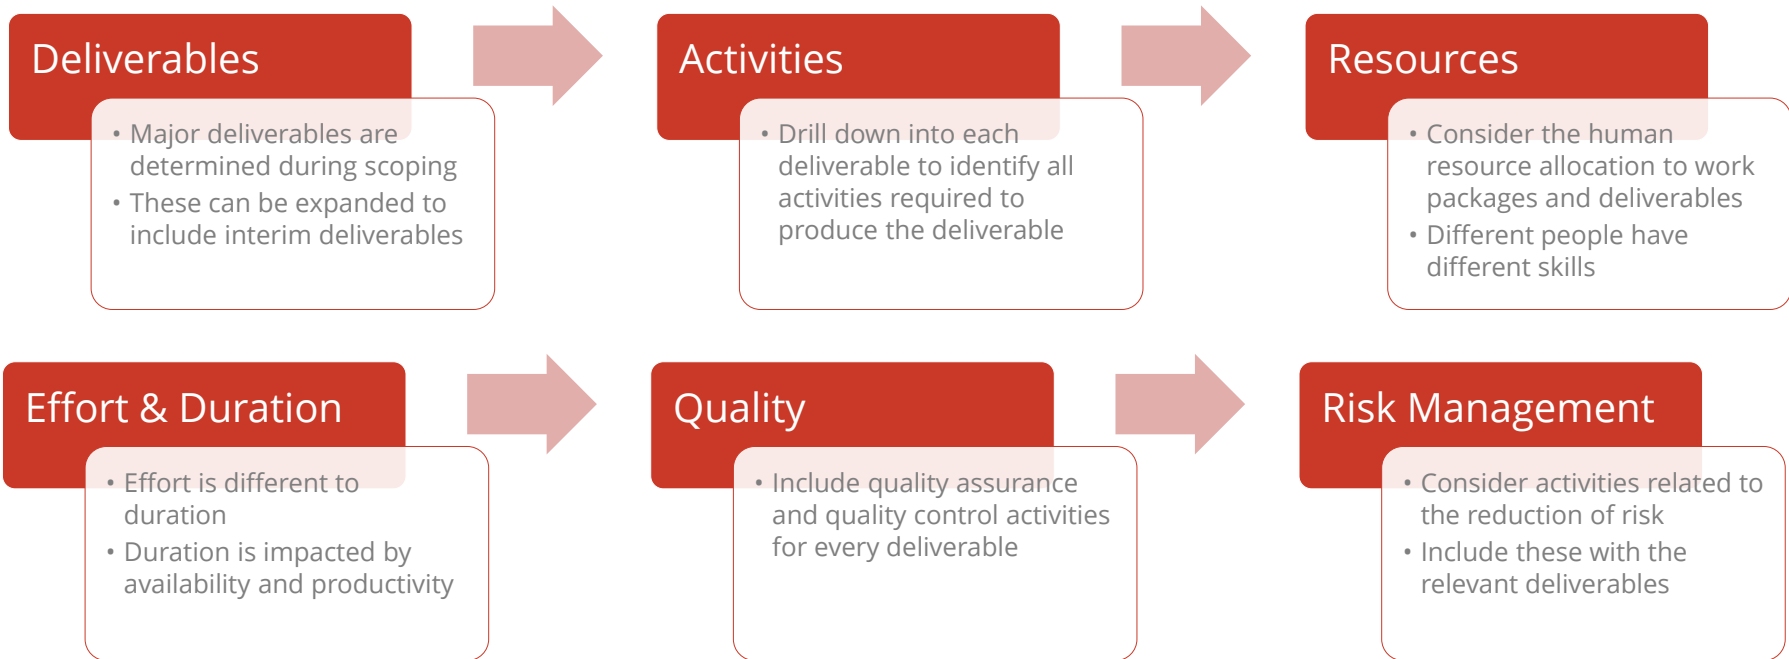 Deliverables
• Major deliverables are
determined during scoping
• These can be expanded to
include interim deliverables
Activities
• Drill down into each
deliverable to identify all
activities required to
produce the deliverable
Resources
• Consider the human
resource allocation to work
packages and deliverables
• Different people have
different skills
Effort & Duration
• Effort is different to
duration
• Duration is impacted by
availability and productivity
Quality
• Include quality assurance
and quality control activities
for every deliverable
Risk Management
• Consider activities related to
the reduction of risk
• Include these with the
relevant deliverables